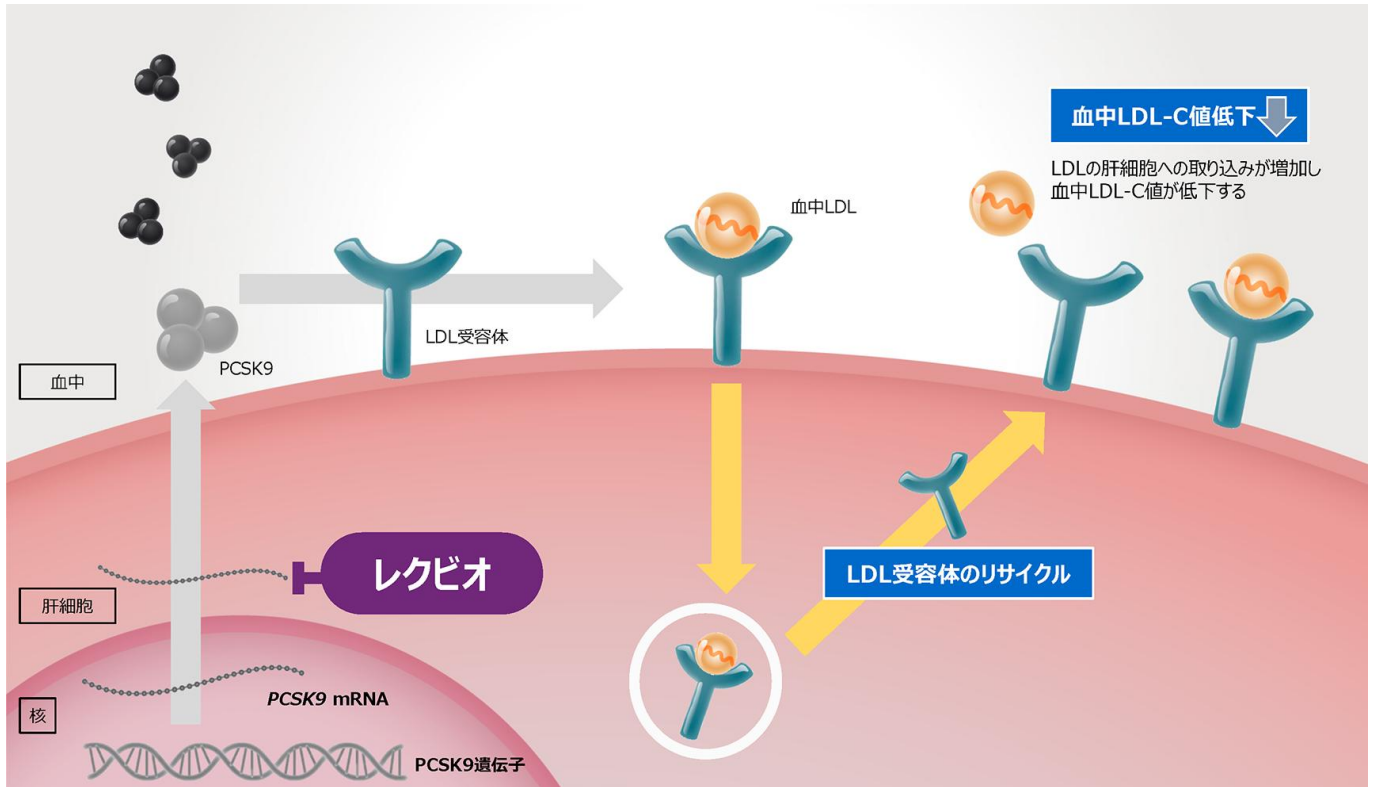 血中LDL-C値低下
LDLの肝細胞への取り込みが増加し
血中LDL-C値が低下する
血中LDL
LDL受容体
PCSK9
血中
レクビオ
LDL受容体のリサイクル
肝細胞
PCSK9 mRNA
核
PCSK9遺伝子